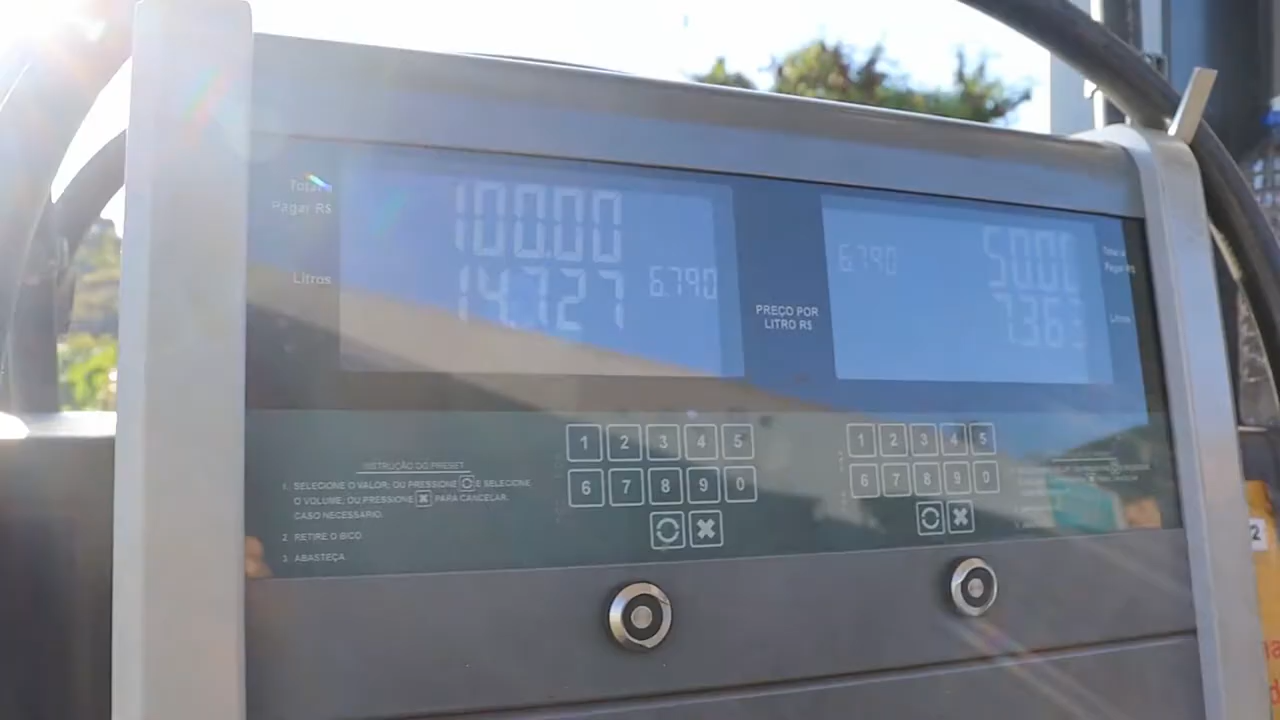 Total a
Pagar R$
100.00
Litros
14.727
6.790
PREÇO POR
LITRO R$
6.790
50.00
Total a
Pagar R$
7.363
Litros
1 2 3 4 5
6 7 8 9 0
1 2 3 4 5
6 7 8 9 0
INSTRUÇÃO DO PRESET
1. SELECIONE O VALOR; OU PRESSIONE E SELECIONE
O VOLUME; OU PRESSIONE PARA CANCELAR,
CASO NECESSÁRIO.
2. RETIRE O BICO
3. ABASTEÇA.
2